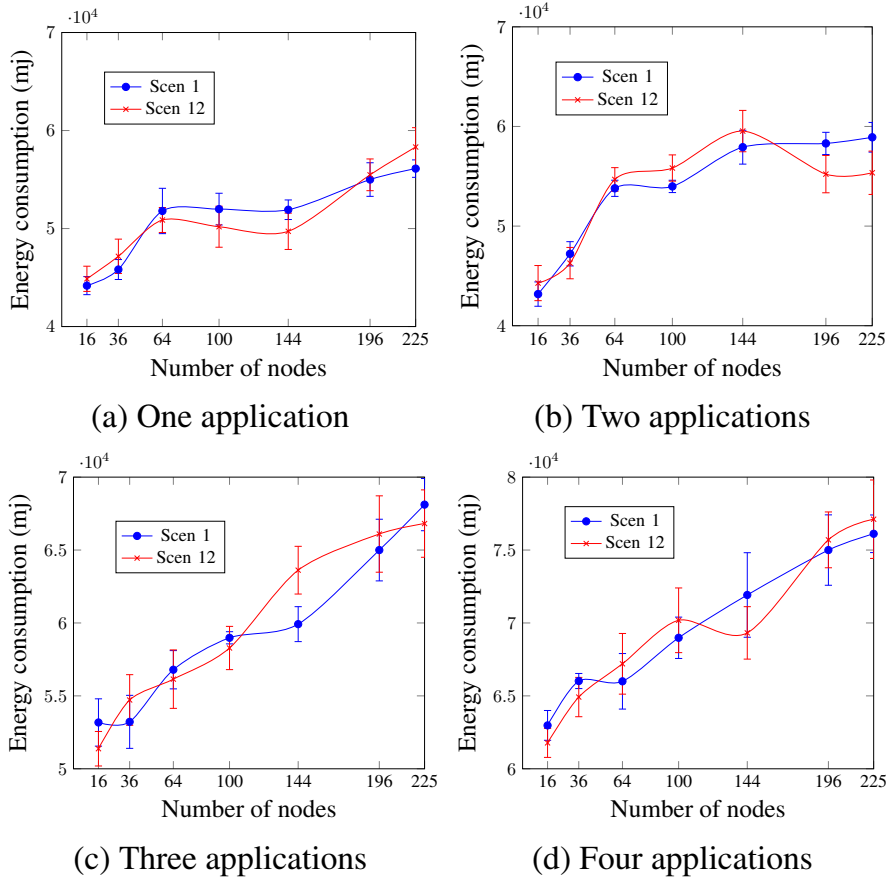 ·10⁴
7
6
5
4
Energy consumption (mj)
Scen 1
Scen 12
16 36 64 100 144 196 225
Number of nodes
(a) One application
·10⁴
7
6
5
4
Energy consumption (mj)
Scen 1
Scen 12
16 36 64 100 144 196 225
Number of nodes
(b) Two applications
·10⁴
7
6.5
6
5.5
5
Energy consumption (mj)
Scen 1
Scen 12
16 36 64 100 144 196 225
Number of nodes
(c) Three applications
·10⁴
8
7.5
7
6.5
6
Energy consumption (mj)
Scen 1
Scen 12
16 36 64 100 144 196 225
Number of nodes
(d) Four applications